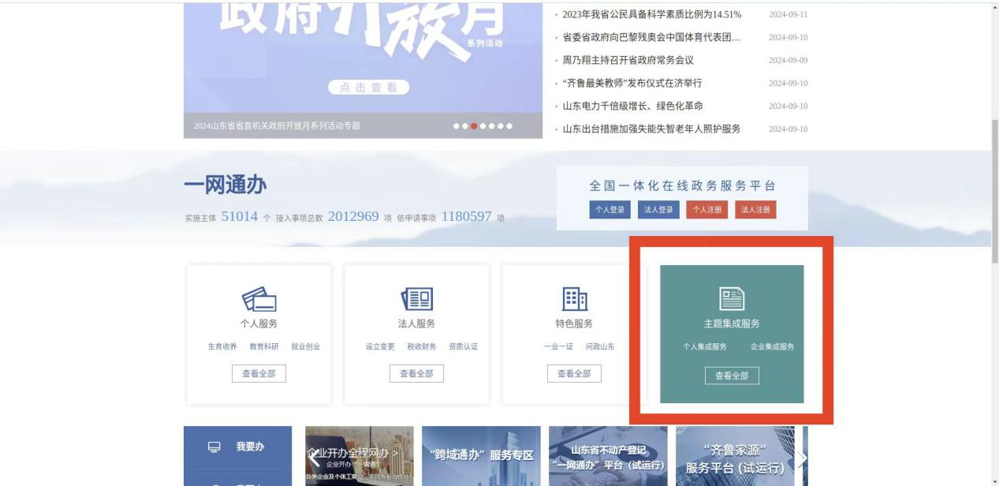 政府开放月
系列活动
点击查看
2024山东省省直机关政府开放月系列活动专题
2023年我省公民具备科学素质比例为14.51% 2024-09-11
省委省政府向巴黎残奥会中国体育代表团… 2024-09-10
周乃翔主持召开省政府常务会议 2024-09-09
“齐鲁最美教师”发布仪式在济举行 2024-09-10
山东电力千倍级增长、绿色化革命 2024-09-10
山东出台措施加强失能失智老年人照护服务 2024-09-10
一网通办
实施主体 51014 个 接入事项总数 2012969 项 依申请事项 1180597 项
全国一体化在线政务服务平台
个人登录 法人登录 个人注册 法人注册
个人服务
生育收养 教育科研 就业创业
查看全部
法人服务
设立变更 税收财务 资质认证
查看全部
特色服务
一业一证 问政山东
查看全部
主题集成服务
个人集成服务 企业集成服务
查看全部
我要办
企业开办全程网办 >
企业开办“一窗通”
“跨域通办”服务专区
山东省不动产登记
“一网通办”平台（试运行）
“齐鲁家源”
服务平台(试运行)